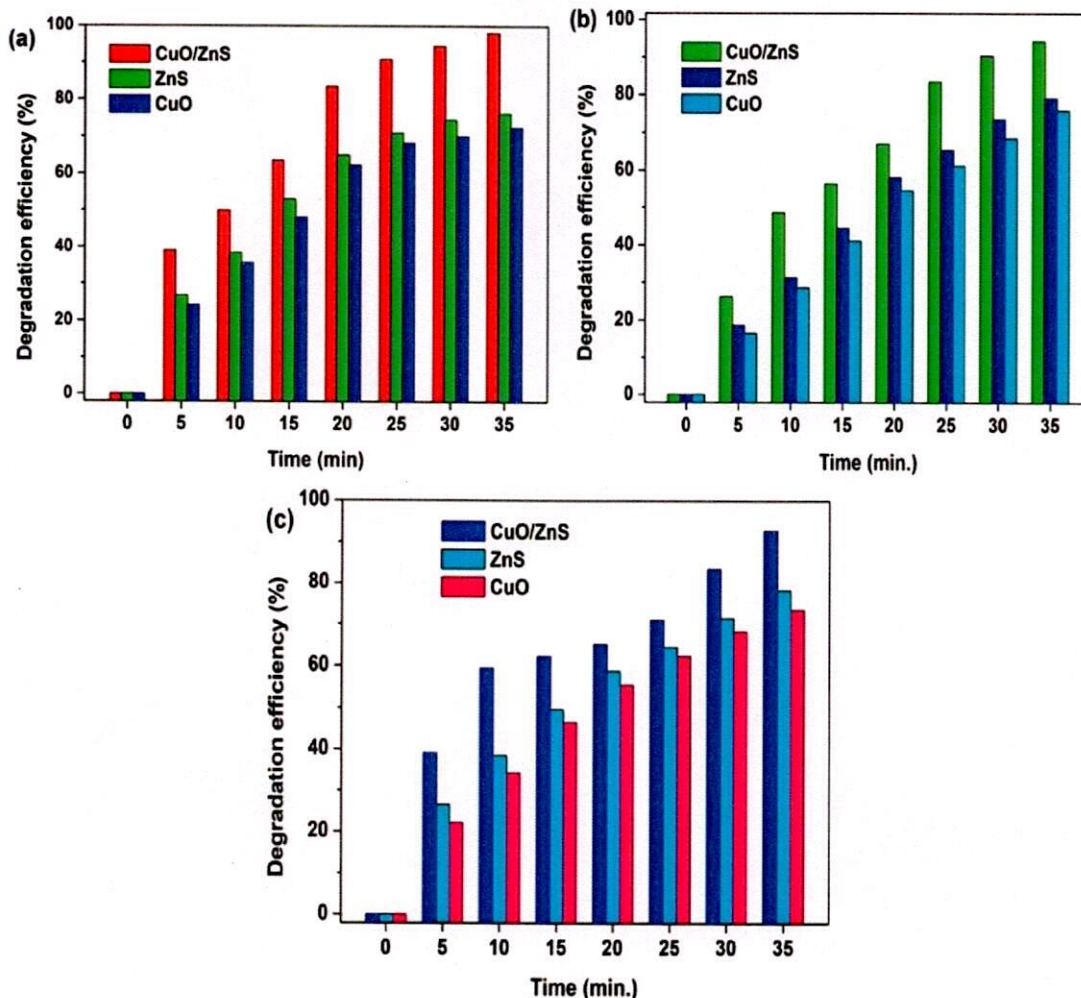 (a)
CuO/ZnS
ZnS
CuO
Degradation efficiency (%)
100
80
60
40
20
0
0 5 10 15 20 25 30 35
Time (min)
(b)
CuO/ZnS
ZnS
CuO
Degradation efficiency (%)
100
80
60
40
20
0
0 5 10 15 20 25 30 35
Time (min.)
(c)
CuO/ZnS
ZnS
CuO
Degradation efficiency (%)
100
80
60
40
20
0
0 5 10 15 20 25 30 35
Time (min.)